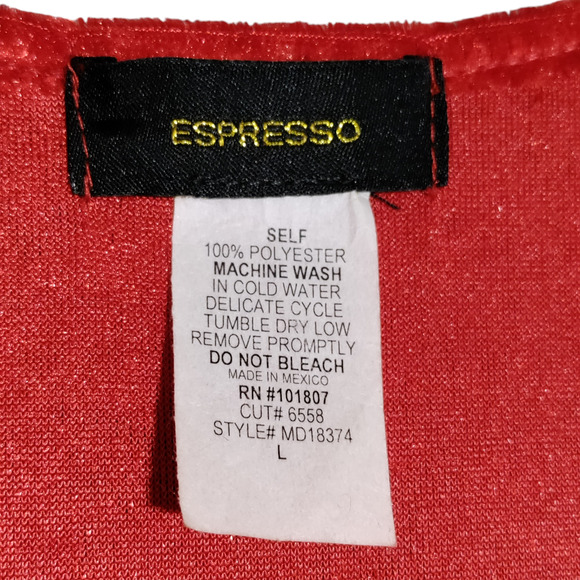 ESPRESSO
SELF
100% POLYESTER
MACHINE WASH
IN COLD WATER
DELICATE CYCLE
TUMBLE DRY LOW
REMOVE PROMPTLY
DO NOT BLEACH
MADE IN MEXICO
RN #101807
CUT# 6558
STYLE# MD18374
L